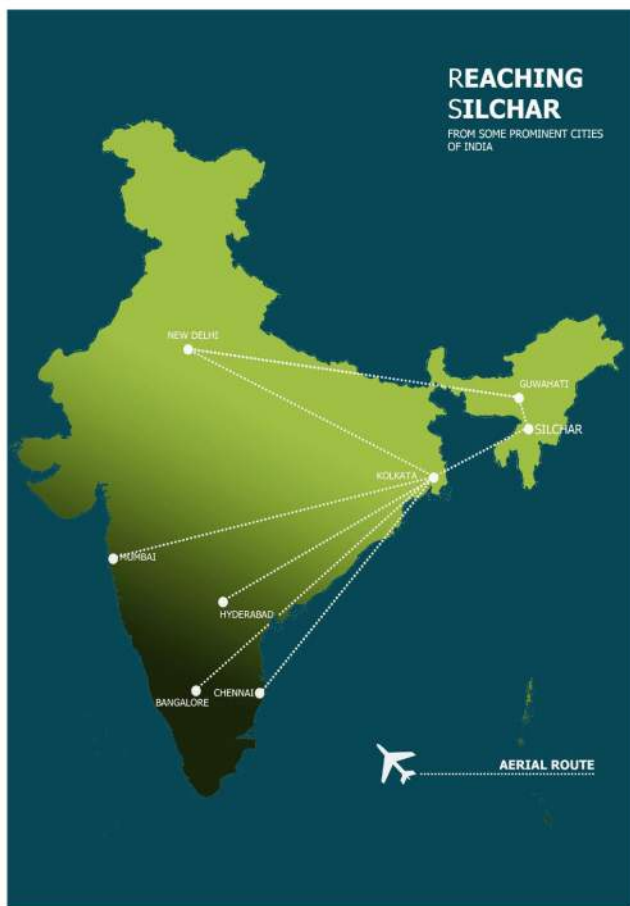 REACHING
SILCHAR
FROM SOME PROMINENT CITIES
OF INDIA
NEW DELHI
GUWAHATI
SILCHAR
KOLKATA
MUMBAI
HYDERABAD
BANGALORE
CHENNAI
AERIAL ROUTE